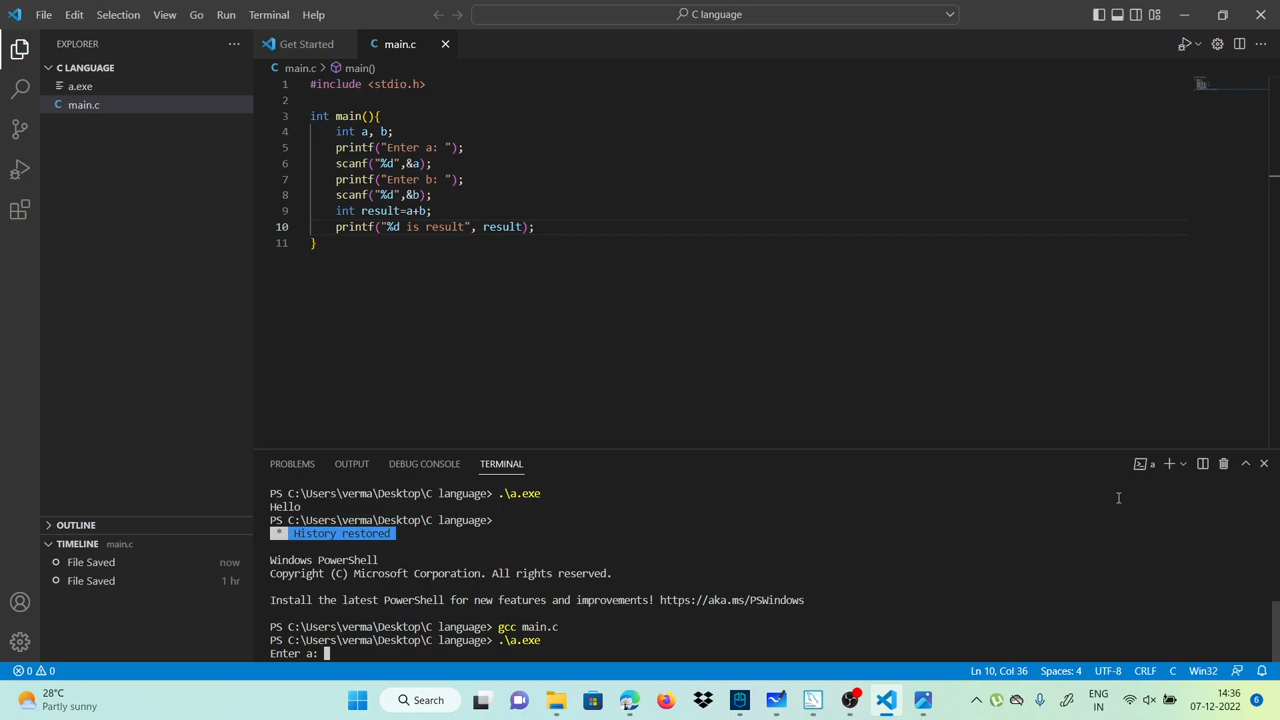 File Edit Selection View Go Run Terminal Help
C language
EXPLORER
Get Started
main.c
C LANGUAGE
a.exe
main.c
main.c > main()
1 #include <stdio.h>
2
3 int main(){
4 int a, b;
5 printf("Enter a: ");
6 scanf("%d",&a);
7 printf("Enter b: ");
8 scanf("%d",&b);
9 int result=a+b;
10 printf("%d is result", result);
11 }
PROBLEMS OUTPUT DEBUG CONSOLE TERMINAL
a
PS C:\Users\verma\Desktop\C language> .\a.exe
Hello
PS C:\Users\verma\Desktop\C language>
* History restored
Windows PowerShell
Copyright (C) Microsoft Corporation. All rights reserved.
Install the latest PowerShell for new features and improvements! https://aka.ms/PSWindows
PS C:\Users\verma\Desktop\C language> gcc main.c
PS C:\Users\verma\Desktop\C language> .\a.exe
Enter a:
OUTLINE
TIMELINE main.c
File Saved now
File Saved 1 hr
0 0
Ln 10, Col 36 Spaces: 4 UTF-8 CRLF C Win32
28°C
Partly sunny
Search
ENG
IN
14:36
07-12-2022
6